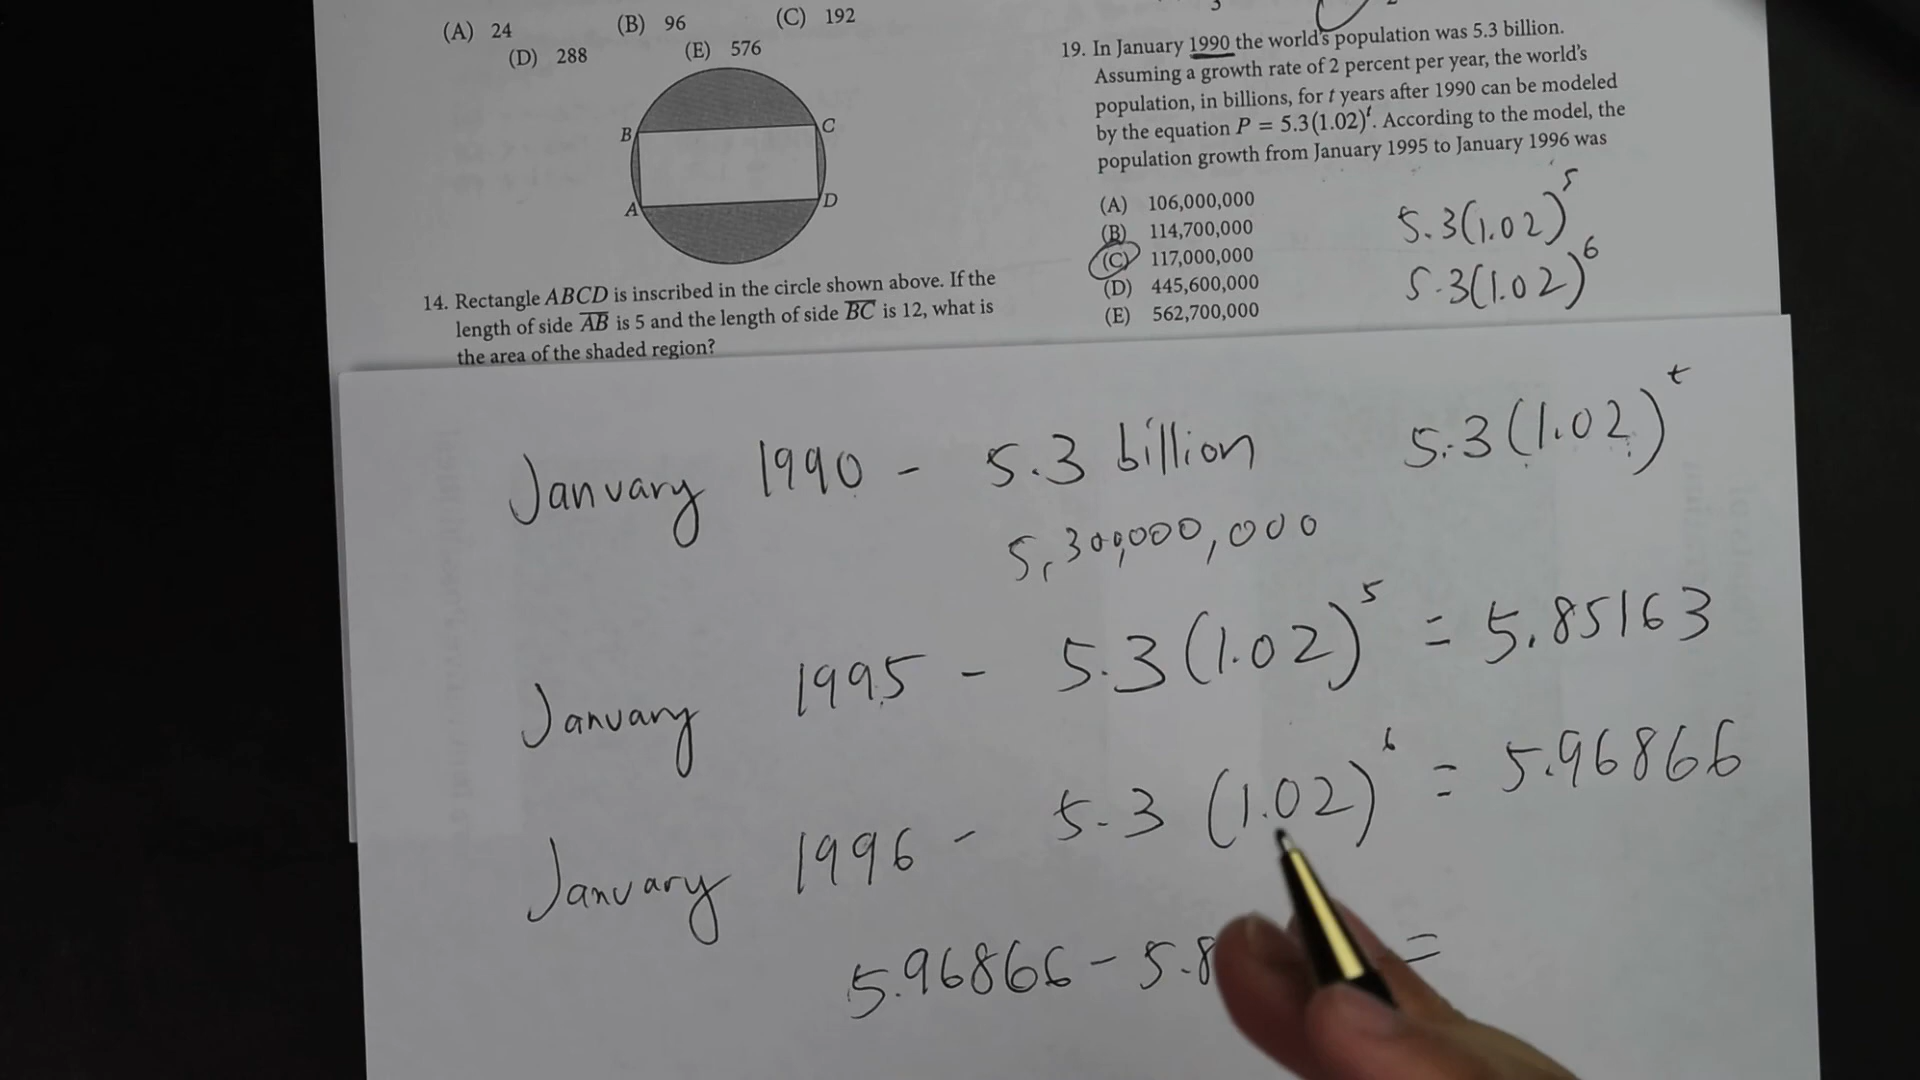 (A) 24
(B) 96
(C) 192
(D) 288
(E) 576
B
C
A
D
14. Rectangle ABCD is inscribed in the circle shown above. If the
length of side AB is 5 and the length of side BC is 12, what is
the area of the shaded region?
19. In January 1990 the world's population was 5.3 billion.
Assuming a growth rate of 2 percent per year, the world's
population, in billions, for t years after 1990 can be modeled
by the equation P = 5.3(1.02)^t. According to the model, the
population growth from January 1995 to January 1996 was
(A) 106,000,000
(B) 114,700,000
(C) 117,000,000
(D) 445,600,000
(E) 562,700,000
5.3(1.02)^5
5.3(1.02)^6
January 1990 - 5.3 billion
5.3(1.02)^t
5,300,000,000
January 1995 - 5.3(1.02)^5 = 5.85163
January 1996 - 5.3 (1.02)^6 = 5.96866
5.96866 - 5.8 =